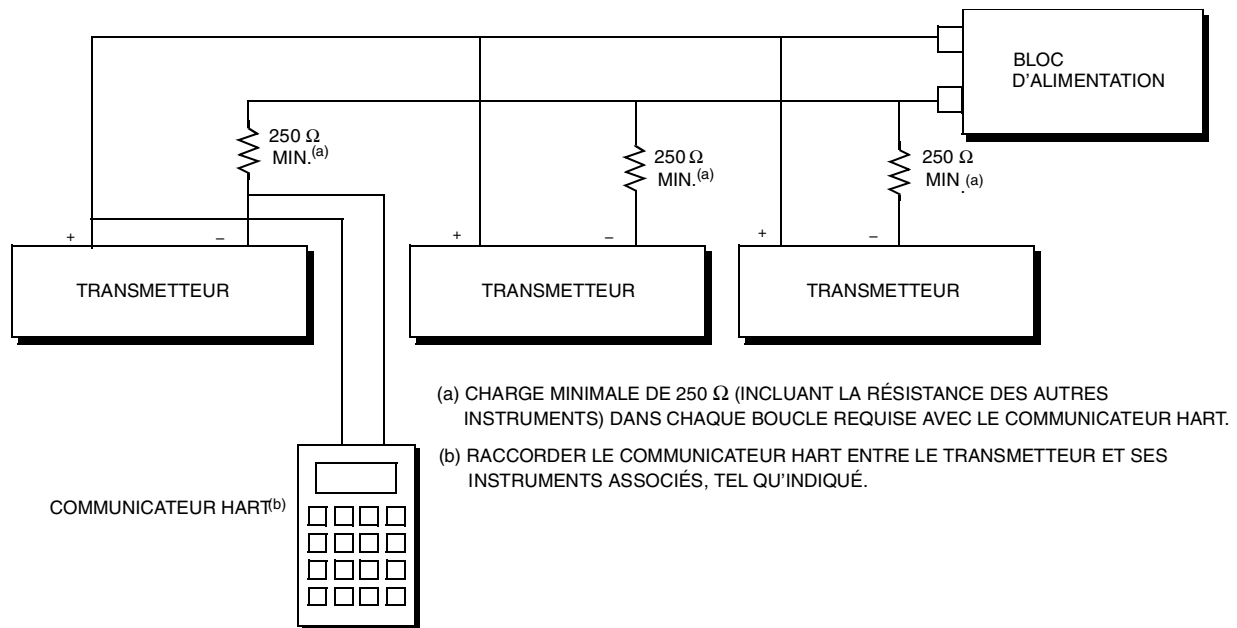 BLOC
D'ALIMENTATION
250 Ω
MIN.(a)
250 Ω
MIN.(a)
250 Ω
MIN.(a)
+
–
+
–
+
–
TRANSMETTEUR
TRANSMETTEUR
TRANSMETTEUR
(a) CHARGE MINIMALE DE 250 Ω (INCLUANT LA RÉSISTANCE DES AUTRES
INSTRUMENTS) DANS CHAQUE BOUCLE REQUISE AVEC LE COMMUNICATEUR HART.
(b) RACCORDER LE COMMUNICATEUR HART ENTRE LE TRANSMETTEUR ET SES
INSTRUMENTS ASSOCIÉS, TEL QU'INDIQUÉ.
COMMUNICATEUR HART(b)